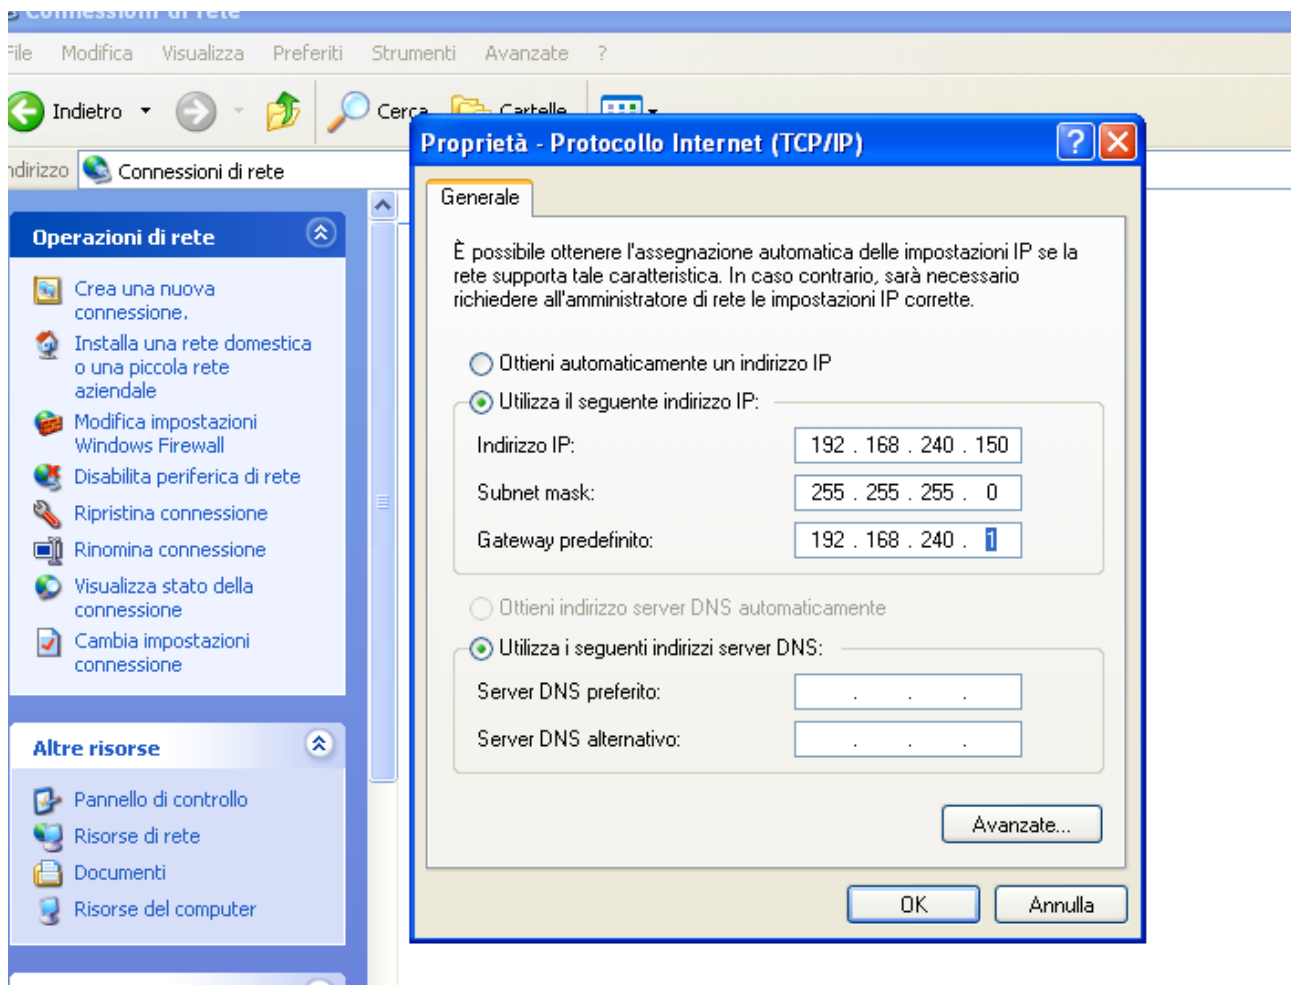 Connessioni di rete
File Modifica Visualizza Preferiti Strumenti Avanzate ?
Indietro Cerca Cartelle
Indirizzo Connessioni di rete
Operazioni di rete
Crea una nuova
connessione.
Installa una rete domestica
o una piccola rete
aziendale
Modifica impostazioni
Windows Firewall
Disabilita periferica di rete
Ripristina connessione
Rinomina connessione
Visualizza stato della
connessione
Cambia impostazioni
connessione
Altre risorse
Pannello di controllo
Risorse di rete
Documenti
Risorse del computer
Proprietà - Protocollo Internet (TCP/IP)
Generale
È possibile ottenere l'assegnazione automatica delle impostazioni IP se la
rete supporta tale caratteristica. In caso contrario, sarà necessario
richiedere all'amministratore di rete le impostazioni IP corrette.
Ottieni automaticamente un indirizzo IP
Utilizza il seguente indirizzo IP:
Indirizzo IP: 192 . 168 . 240 . 150
Subnet mask: 255 . 255 . 255 . 0
Gateway predefinito: 192 . 168 . 240 . 1
Ottieni indirizzo server DNS automaticamente
Utilizza i seguenti indirizzi server DNS:
Server DNS preferito: . . .
Server DNS alternativo: . . .
Avanzate...
OK Annulla